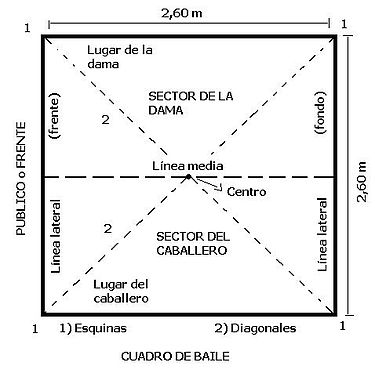 2,60 m
1
1
Lugar de la
dama
SECTOR DE LA
DAMA
(frente)
(fondo)
2
2,60 m
PUBLICO o FRENTE
Línea media
Centro
Línea lateral
2
SECTOR DEL
CABALLERO
Línea lateral
Lugar del
caballero
1
1) Esquinas
2) Diagonales
1
CUADRO DE BAILE